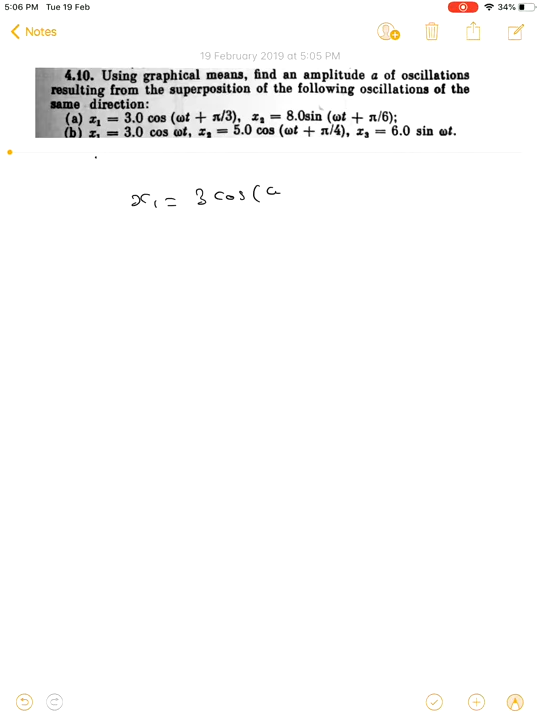 5:06 PM Tue 19 Feb
34%
Notes
19 February 2019 at 5:05 PM
4.10. Using graphical means, find an amplitude a of oscillations
resulting from the superposition of the following oscillations of the
same direction:
(a) x₁ = 3.0 cos (ωt + π/3), x₂ = 8.0sin (ωt + π/6);
(b) x₁ = 3.0 cos ωt, x₂ = 5.0 cos (ωt + π/4), x₃ = 6.0 sin ωt.
x₁ = 3 cos(